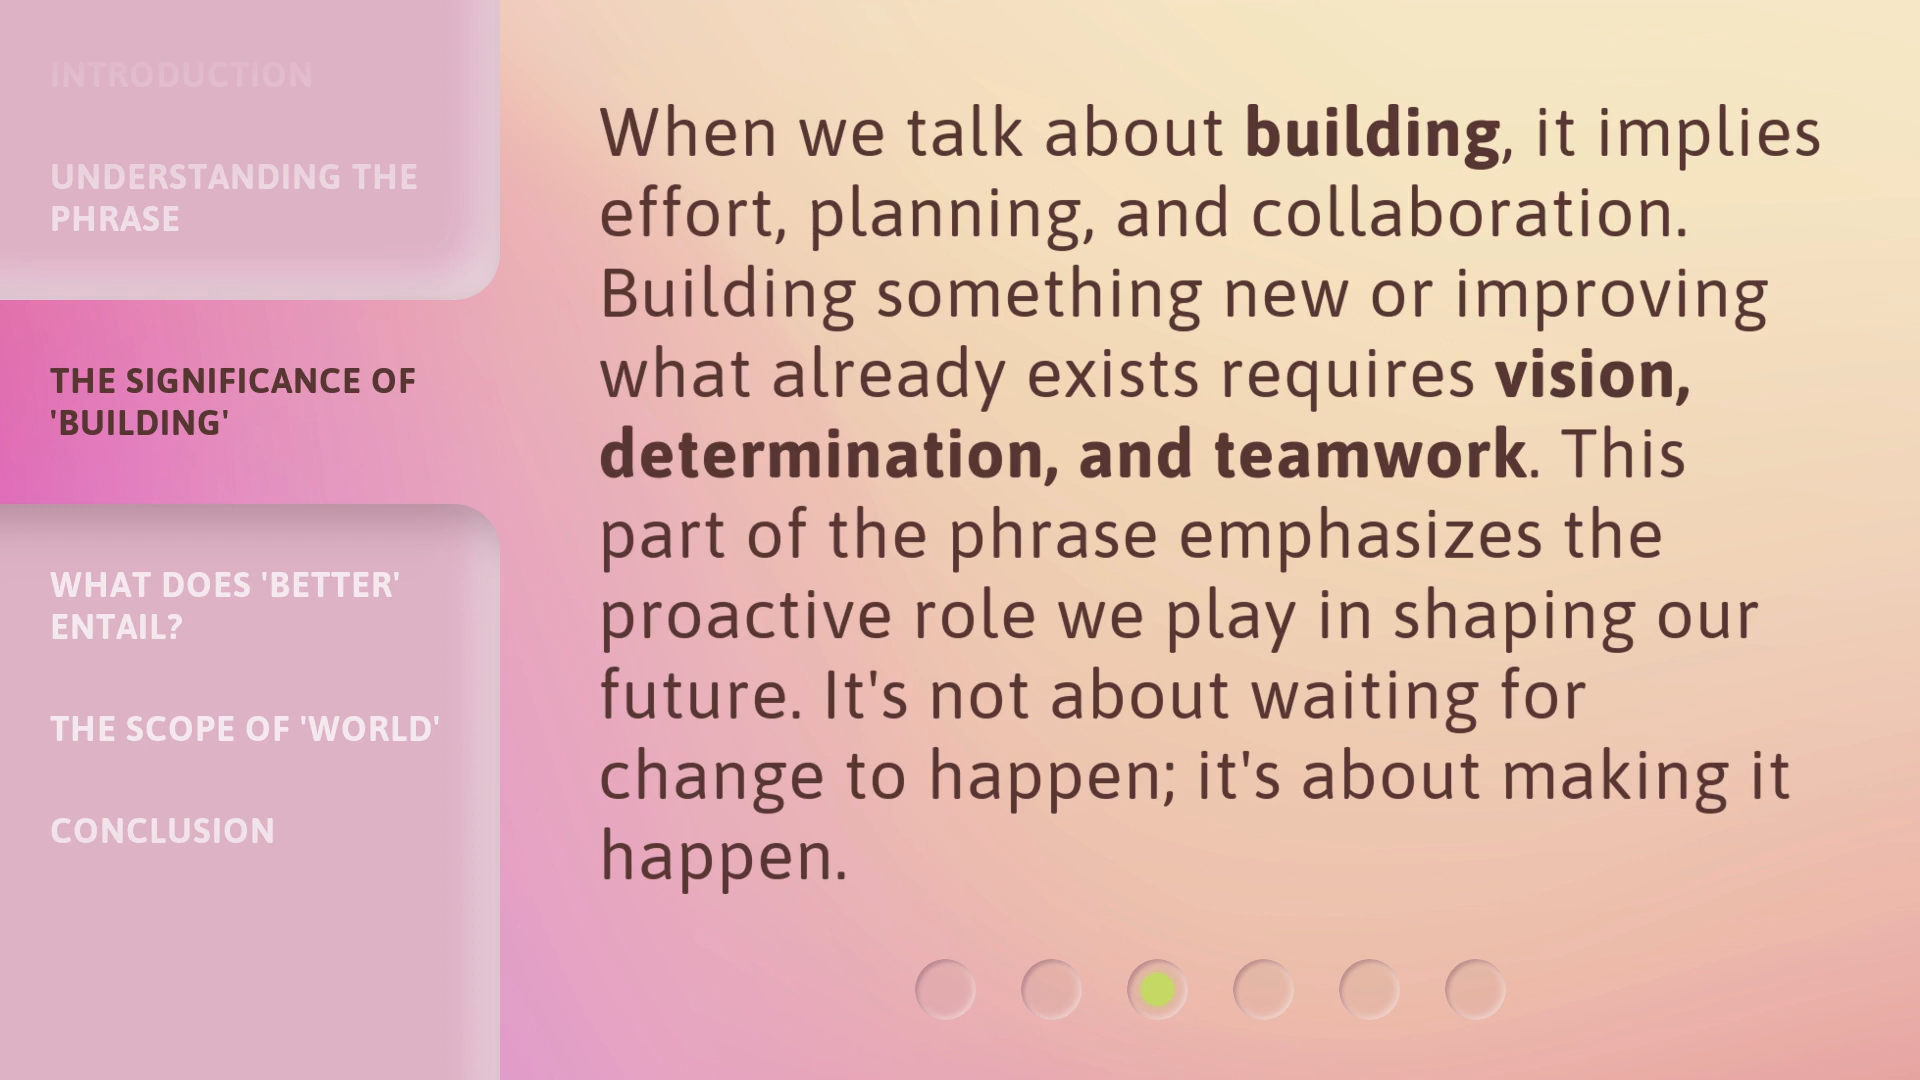 INTRODUCTION
UNDERSTANDING THE
PHRASE
THE SIGNIFICANCE OF
'BUILDING'
WHAT DOES 'BETTER'
ENTAIL?
THE SCOPE OF 'WORLD'
CONCLUSION
When we talk about building, it implies
effort, planning, and collaboration.
Building something new or improving
what already exists requires vision,
determination, and teamwork. This
part of the phrase emphasizes the
proactive role we play in shaping our
future. It's not about waiting for
change to happen; it's about making it
happen.